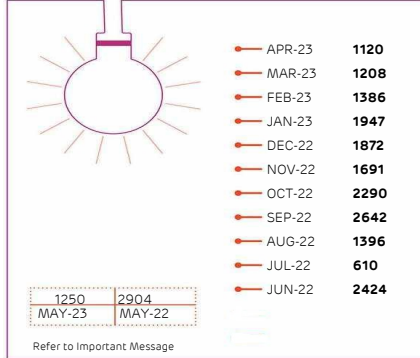 APR-23 1120
MAR-23 1208
FEB-23 1386
JAN-23 1947
DEC-22 1872
NOV-22 1691
OCT-22 2290
SEP-22 2642
AUG-22 1396
JUL-22 610
JUN-22 2424
1250 2904
MAY-23 MAY-22
Refer to Important Message